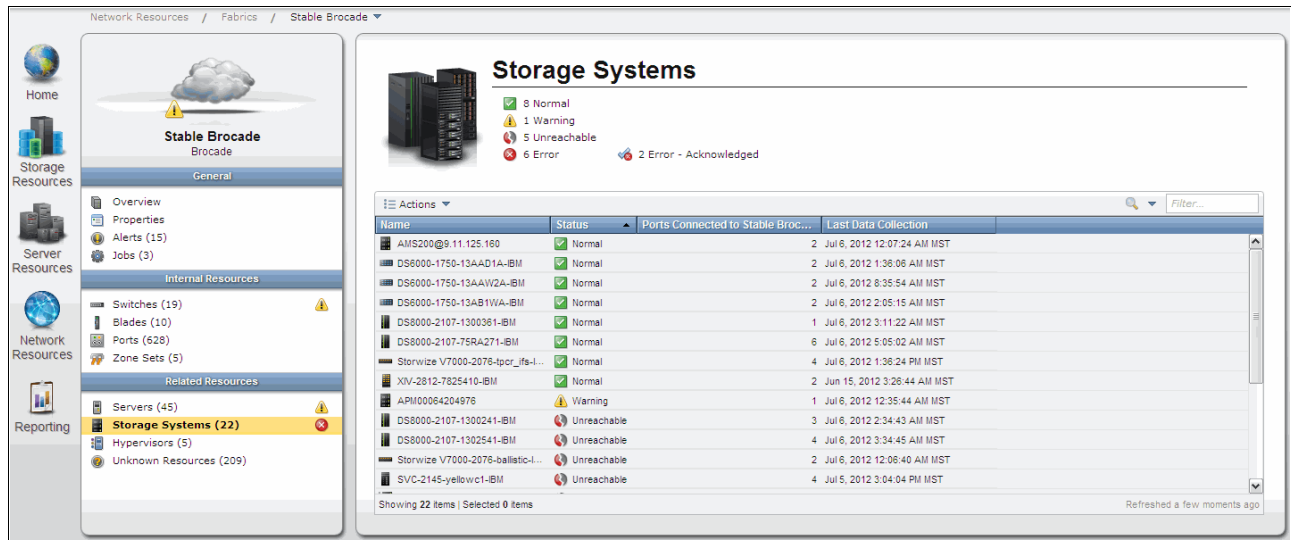 Network Resources / Fabrics / Stable Brocade
Home
Storage Resources
Server Resources
Network Resources
Reporting
Stable Brocade
Brocade
General
Overview
Properties
Alerts (15)
Jobs (3)
Internal Resources
Switches (19)
Blades (10)
Ports (628)
Zone Sets (5)
Related Resources
Servers (45)
Storage Systems (22)
Hypervisors (5)
Unknown Resources (209)
Storage Systems
8 Normal
1 Warning
5 Unreachable
6 Error 2 Error - Acknowledged
Actions Filter...
Name Status Ports Connected to Stable Broc... Last Data Collection
AMS200@9.11.125.160 Normal 2 Jul 6, 2012 12:07:24 AM MST
DS6000-1750-13AAD1A-IBM Normal 2 Jul 6, 2012 1:36:06 AM MST
DS6000-1750-13AAW2A-IBM Normal 2 Jul 6, 2012 8:35:54 AM MST
DS6000-1750-13AB1WA-IBM Normal 2 Jul 6, 2012 2:05:15 AM MST
DS8000-2107-1300361-IBM Normal 1 Jul 6, 2012 3:11:22 AM MST
DS8000-2107-75RA271-IBM Normal 6 Jul 6, 2012 5:05:02 AM MST
Storwize V7000-2076-tpcr_ifs-I... Normal 4 Jul 6, 2012 1:36:24 PM MST
XIV-2812-7825410-IBM Normal 2 Jun 15, 2012 3:26:44 AM MST
APM00064204976 Warning 1 Jul 6, 2012 12:35:44 AM MST
DS8000-2107-1300241-IBM Unreachable 3 Jul 6, 2012 2:34:43 AM MST
DS8000-2107-1302541-IBM Unreachable 4 Jul 6, 2012 3:34:45 AM MST
Storwize V7000-2076-ballistic-I... Unreachable 2 Jul 6, 2012 12:06:40 AM MST
SVC-2145-yellowc1-IBM Unreachable 4 Jul 5, 2012 3:04:04 PM MST
Showing 22 items | Selected 0 items Refreshed a few moments ago